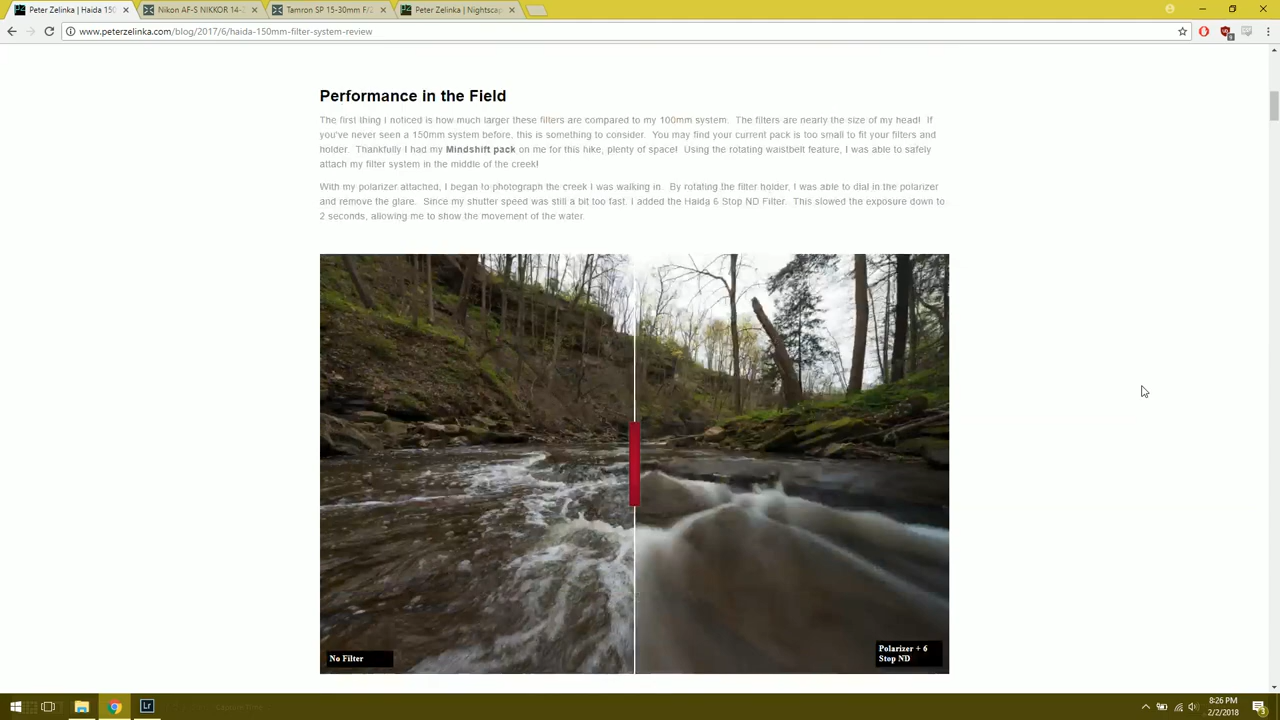 Peter Zelinka | Haida 150
Nikon AF-S NIKKOR 14-2
Tamron SP 15-30mm F/2
Peter Zelinka | Nightscap
www.peterzelinka.com/blog/2017/6/haida-150mm-filter-system-review
Performance in the Field
The first thing I noticed is how much larger these filters are compared to my 100mm system. The filters are nearly the size of my head! If
you've never seen a 150mm system before, this is something to consider. You may find your current pack is too small to fit your filters and
holder. Thankfully I had my Mindshift pack on me for this hike, plenty of space! Using the rotating waistbelt feature, I was able to safely
attach my filter system in the middle of the creek!
With my polarizer attached, I began to photograph the creek I was walking in. By rotating the filter holder, I was able to dial in the polarizer
and remove the glare. Since my shutter speed was still a bit too fast, I added the Haida 6 Stop ND Filter. This slowed the exposure down to
2 seconds, allowing me to show the movement of the water.
No Filter
Polarizer + 6
Stop ND
Lr
8:26 PM
2/2/2018